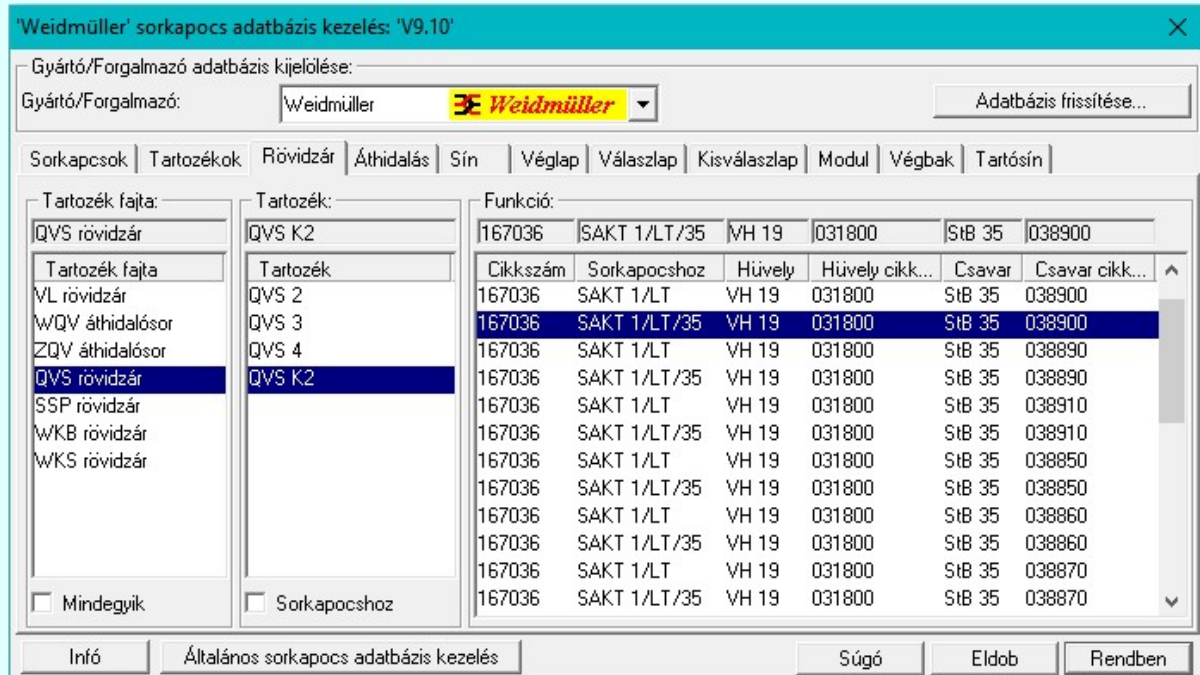 'Weidmüller' sorkapocs adatbázis kezelés: 'V9.10'
Gyártó/Forgalmazó adatbázis kijelölése:
Gyártó/Forgalmazó: Weidmüller Weidmüller Adatbázis frissítése...
Sorkapcsok Tartozékok Rövidzár Áthidalás Sín Véglap Válaszlap Kisválaszlap Modul Végbak Tartósín
Tartozék fajta: Tartozék: Funkció:
QVS rövidzár QVS K2 167036 SAKT 1/LT/35 VH 19 031800 StB 35 038900
Tartozék fajta Tartozék Cikkszám Sorkapocshoz Hüvely Hüvely cikk... Csavar Csavar cikk...
VL rövidzár QVS 2 167036 SAKT 1/LT VH 19 031800 StB 35 038900
WQV áthidalósor QVS 3 167036 SAKT 1/LT/35 VH 19 031800 StB 35 038900
ZQV áthidalósor QVS 4 167036 SAKT 1/LT VH 19 031800 StB 35 038890
QVS rövidzár QVS K2 167036 SAKT 1/LT/35 VH 19 031800 StB 35 038890
SSP rövidzár 167036 SAKT 1/LT VH 19 031800 StB 35 038910
WKB rövidzár 167036 SAKT 1/LT/35 VH 19 031800 StB 35 038910
WKS rövidzár 167036 SAKT 1/LT VH 19 031800 StB 35 038850
167036 SAKT 1/LT/35 VH 19 031800 StB 35 038850
167036 SAKT 1/LT VH 19 031800 StB 35 038860
167036 SAKT 1/LT/35 VH 19 031800 StB 35 038860
167036 SAKT 1/LT VH 19 031800 StB 35 038870
Mindegyik Sorkapocshoz 167036 SAKT 1/LT/35 VH 19 031800 StB 35 038870
Infó Általános sorkapocs adatbázis kezelés Súgó Eldob Rendben